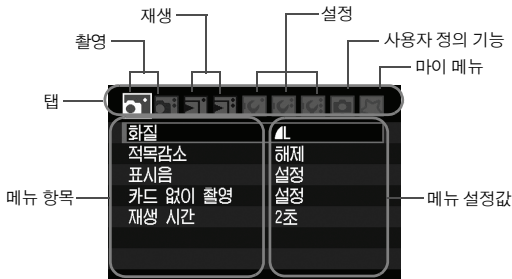 재생
설정
촬영
사용자 정의 기능
마이 메뉴
탭
화질 L
적목감소 해제
표시음 설정
메뉴 항목
카드 없이 촬영 설정
메뉴 설정값
재생 시간 2초